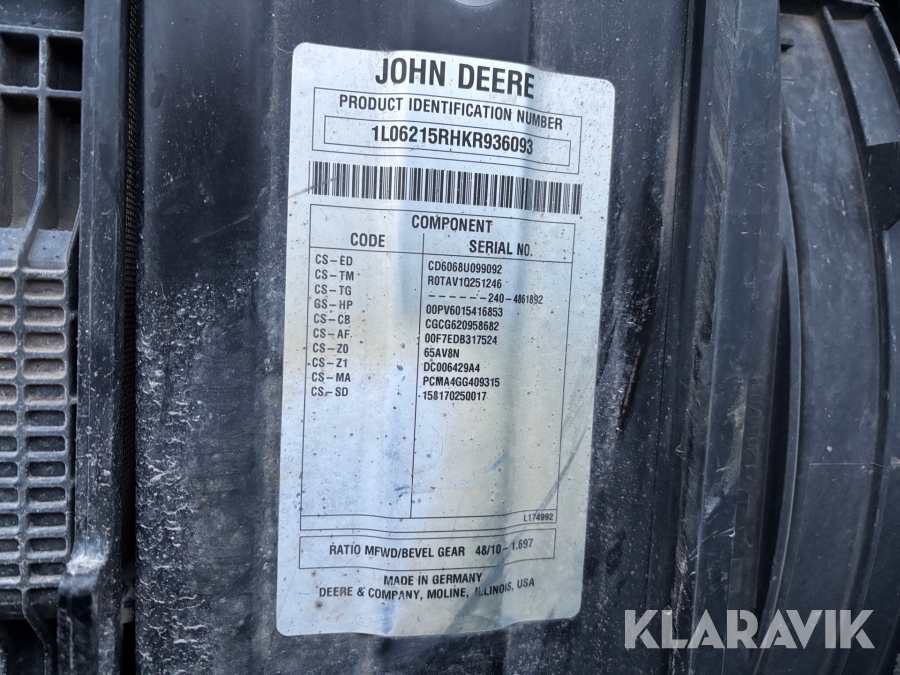 JOHN DEERE
PRODUCT IDENTIFICATION NUMBER
1L06215RHKR936093
COMPONENT
CODE SERIAL NO.
CS-ED CD6068U099092
CS-TM R0TAV1Q251246
CS-TG ------240-4861892
GS-HP 00PV6015416853
CS-CB CGCG620958682
CS-AF 00F7EDB317524
CS-Z0 65AV8N
CS-Z1 DC006429A4
CS-MA PCMA4GG409315
CS-SD 158170250017
L174992
RATIO MFWD/BEVEL GEAR 48/10-1.697
MADE IN GERMANY
DEERE & COMPANY, MOLINE, ILLINOIS, USA
KLARAVIK